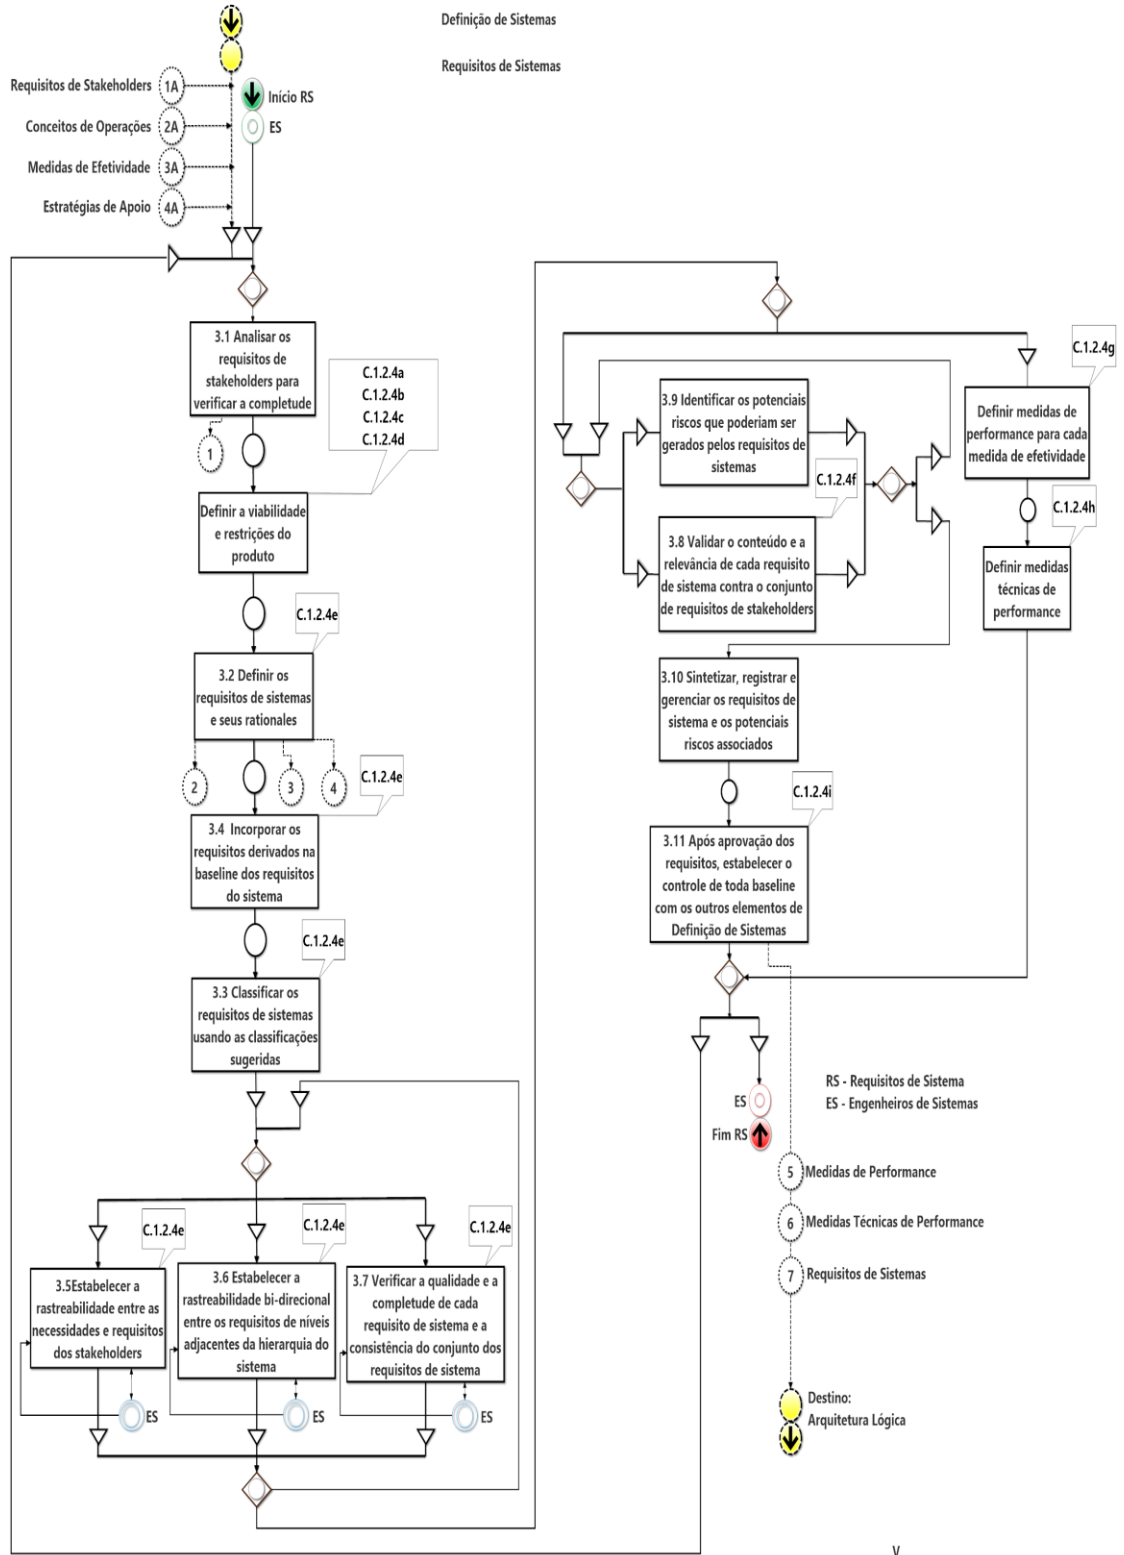 Definição de Sistemas
Requisitos de Sistemas
Requisitos de Stakeholders
1A
Início RS
Conceitos de Operações
2A
ES
Medidas de Efetividade
3A
Estratégias de Apoio
4A
3.1 Analisar os
requisitos de
stakeholders para
verificar a completude
1
C.1.2.4a
C.1.2.4b
C.1.2.4c
C.1.2.4d
Definir a viabilidade
e restrições do
produto
C.1.2.4e
3.2 Definir os
requisitos de sistemas
e seus rationales
2
3
4
C.1.2.4e
3.4 Incorporar os
requisitos derivados na
baseline dos requisitos
do sistema
C.1.2.4e
3.3 Classificar os
requisitos de sistemas
usando as classificações
sugeridas
C.1.2.4e
3.5Estabelecer a
rastreabilidade entre as
necessidades e requisitos
dos stakeholders
ES
C.1.2.4e
3.6 Estabelecer a
rastreabilidade bi-direcional
entre os requisitos de níveis
adjacentes da hierarquia do
sistema
ES
C.1.2.4e
3.7 Verificar a qualidade e a
completude de cada
requisito de sistema e a
consistência do conjunto dos
requisitos de sistema
ES
3.9 Identificar os potenciais
riscos que poderiam ser
gerados pelos requisitos de
sistemas
C.1.2.4f
3.8 Validar o conteúdo e a
relevância de cada requisito
de sistema contra o conjunto
de requisitos de stakeholders
C.1.2.4g
Definir medidas de
performance para cada
medida de efetividade
C.1.2.4h
Definir medidas
técnicas de
performance
3.10 Sintetizar, registrar e
gerenciar os requisitos de
sistema e os potenciais
riscos associados
C.1.2.4i
3.11 Após aprovação dos
requisitos, estabelecer o
controle de toda baseline
com os outros elementos de
Definição de Sistemas
RS - Requisitos de Sistema
ES - Engenheiros de Sistemas
ES
Fim RS
5
Medidas de Performance
6
Medidas Técnicas de Performance
7
Requisitos de Sistemas
Destino:
Arquitetura Lógica
V